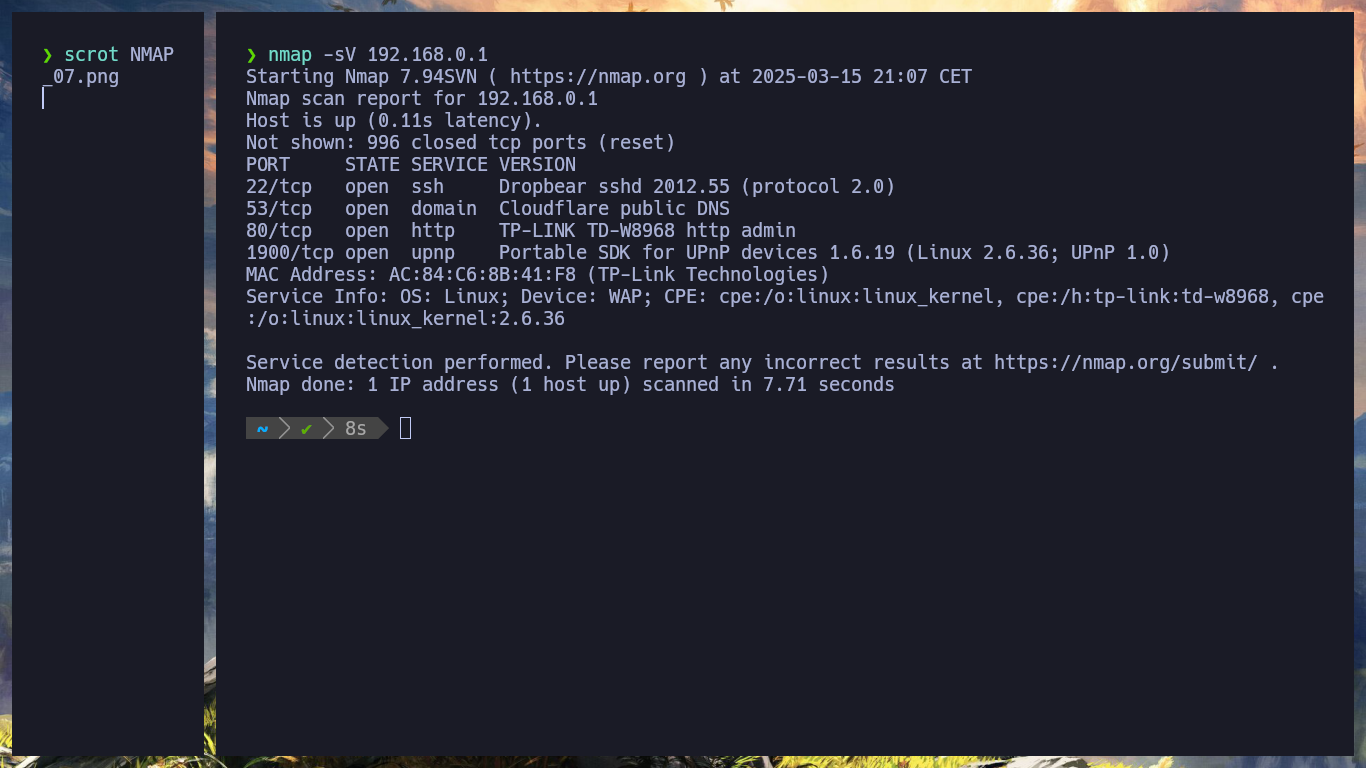 ❯ scrot NMAP
_07.png
❯ nmap -sV 192.168.0.1
Starting Nmap 7.94SVN ( https://nmap.org ) at 2025-03-15 21:07 CET
Nmap scan report for 192.168.0.1
Host is up (0.11s latency).
Not shown: 996 closed tcp ports (reset)
PORT     STATE SERVICE VERSION
22/tcp   open  ssh     Dropbear sshd 2012.55 (protocol 2.0)
53/tcp   open  domain  Cloudflare public DNS
80/tcp   open  http    TP-LINK TD-W8968 http admin
1900/tcp open  upnp    Portable SDK for UPnP devices 1.6.19 (Linux 2.6.36; UPnP 1.0)
MAC Address: AC:84:C6:8B:41:F8 (TP-Link Technologies)
Service Info: OS: Linux; Device: WAP; CPE: cpe:/o:linux:linux_kernel, cpe:/h:tp-link:td-w8968, cpe
:/o:linux:linux_kernel:2.6.36
Service detection performed. Please report any incorrect results at https://nmap.org/submit/ .
Nmap done: 1 IP address (1 host up) scanned in 7.71 seconds
~ ✔ 8s